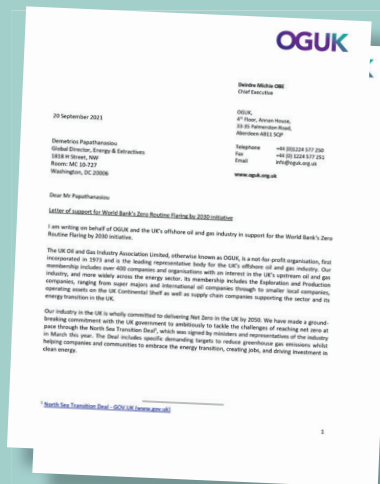 OGUK
Deirdre Michie OBE
Chief Executive
20 September 2021
OGUK,
4th Floor, Annan House,
33-35 Palmerston Road,
Aberdeen AB11 5QP
Demetrios Papathanasiou
Global Director, Energy & Extractives
1818 H Street, NW
Room: MC 10-727
Washington, DC 20006
Telephone +44 (0)1224 577 250
Fax +44 (0) 1224 577 251
Email info@oguk.org.uk
www.oguk.org.uk
Dear Mr Papathanasiou
Letter of support for World Bank's Zero Routine Flaring by 2030 initiative
I am writing on behalf of OGUK and the UK's offshore oil and gas industry in support for the World Bank's Zero
Routine Flaring by 2030 initiative.
The UK Oil and Gas Industry Association Limited, otherwise known as OGUK, is a not-for-profit organisation, first
incorporated in 1973 and is the leading representative body for the UK's offshore oil and gas industry. Our
membership includes over 400 companies and organisations with an interest in the UK's upstream oil and gas
industry, and more widely across the energy sector. Its membership includes the Exploration and Production
companies, ranging from super majors and international oil companies through to smaller local companies,
operating assets on the UK Continental Shelf as well as supply chain companies supporting the sector and its
energy transition in the UK.
Our industry in the UK is wholly committed to delivering Net Zero in the UK by 2050. We have made a ground-
breaking commitment with the UK government to ambitiously to tackle the challenges of reaching net zero at
pace through the North Sea Transition Deal1, which was signed by ministers and representatives of the industry
in March this year. The Deal includes specific demanding targets to reduce greenhouse gas emissions whilst
helping companies and communities to embrace the energy transition, creating jobs, and driving investment in
clean energy.
1 North Sea Transition Deal - GOV.UK (www.gov.uk)
1